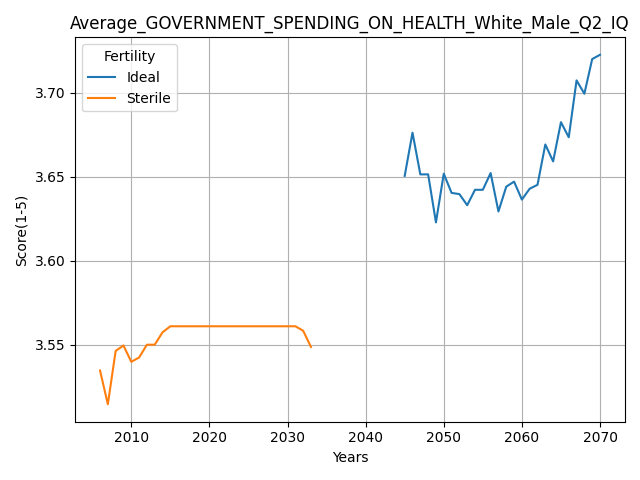 Average_GOVERNMENT_SPENDING_ON_HEALTH_White_Male_Q2_IQ
Fertility
Ideal
Sterile
3.70
3.65
3.60
3.55
Score(1-5)
2010 2020 2030 2040 2050 2060 2070
Years